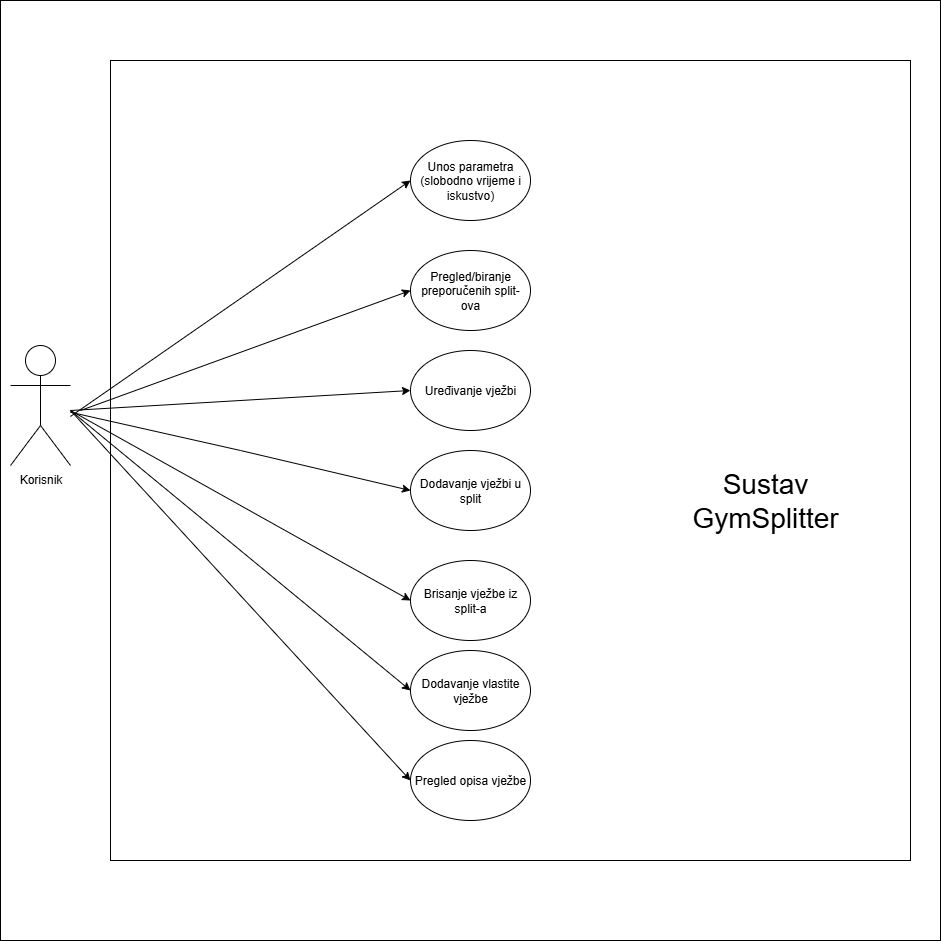 Unos parametra
(slobodno vrijeme i
iskustvo)
Pregled/biranje
preporučenih split-
ova
Uređivanje vježbi
Dodavanje vježbi u
split
Brisanje vježbe iz
split-a
Dodavanje vlastite
vježbe
Pregled opisa vježbe
Korisnik
Sustav
GymSplitter